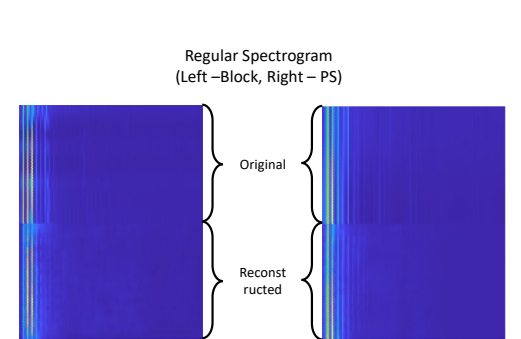 Regular Spectrogram
(Left –Block, Right – PS)
Original
Reconst
ructed